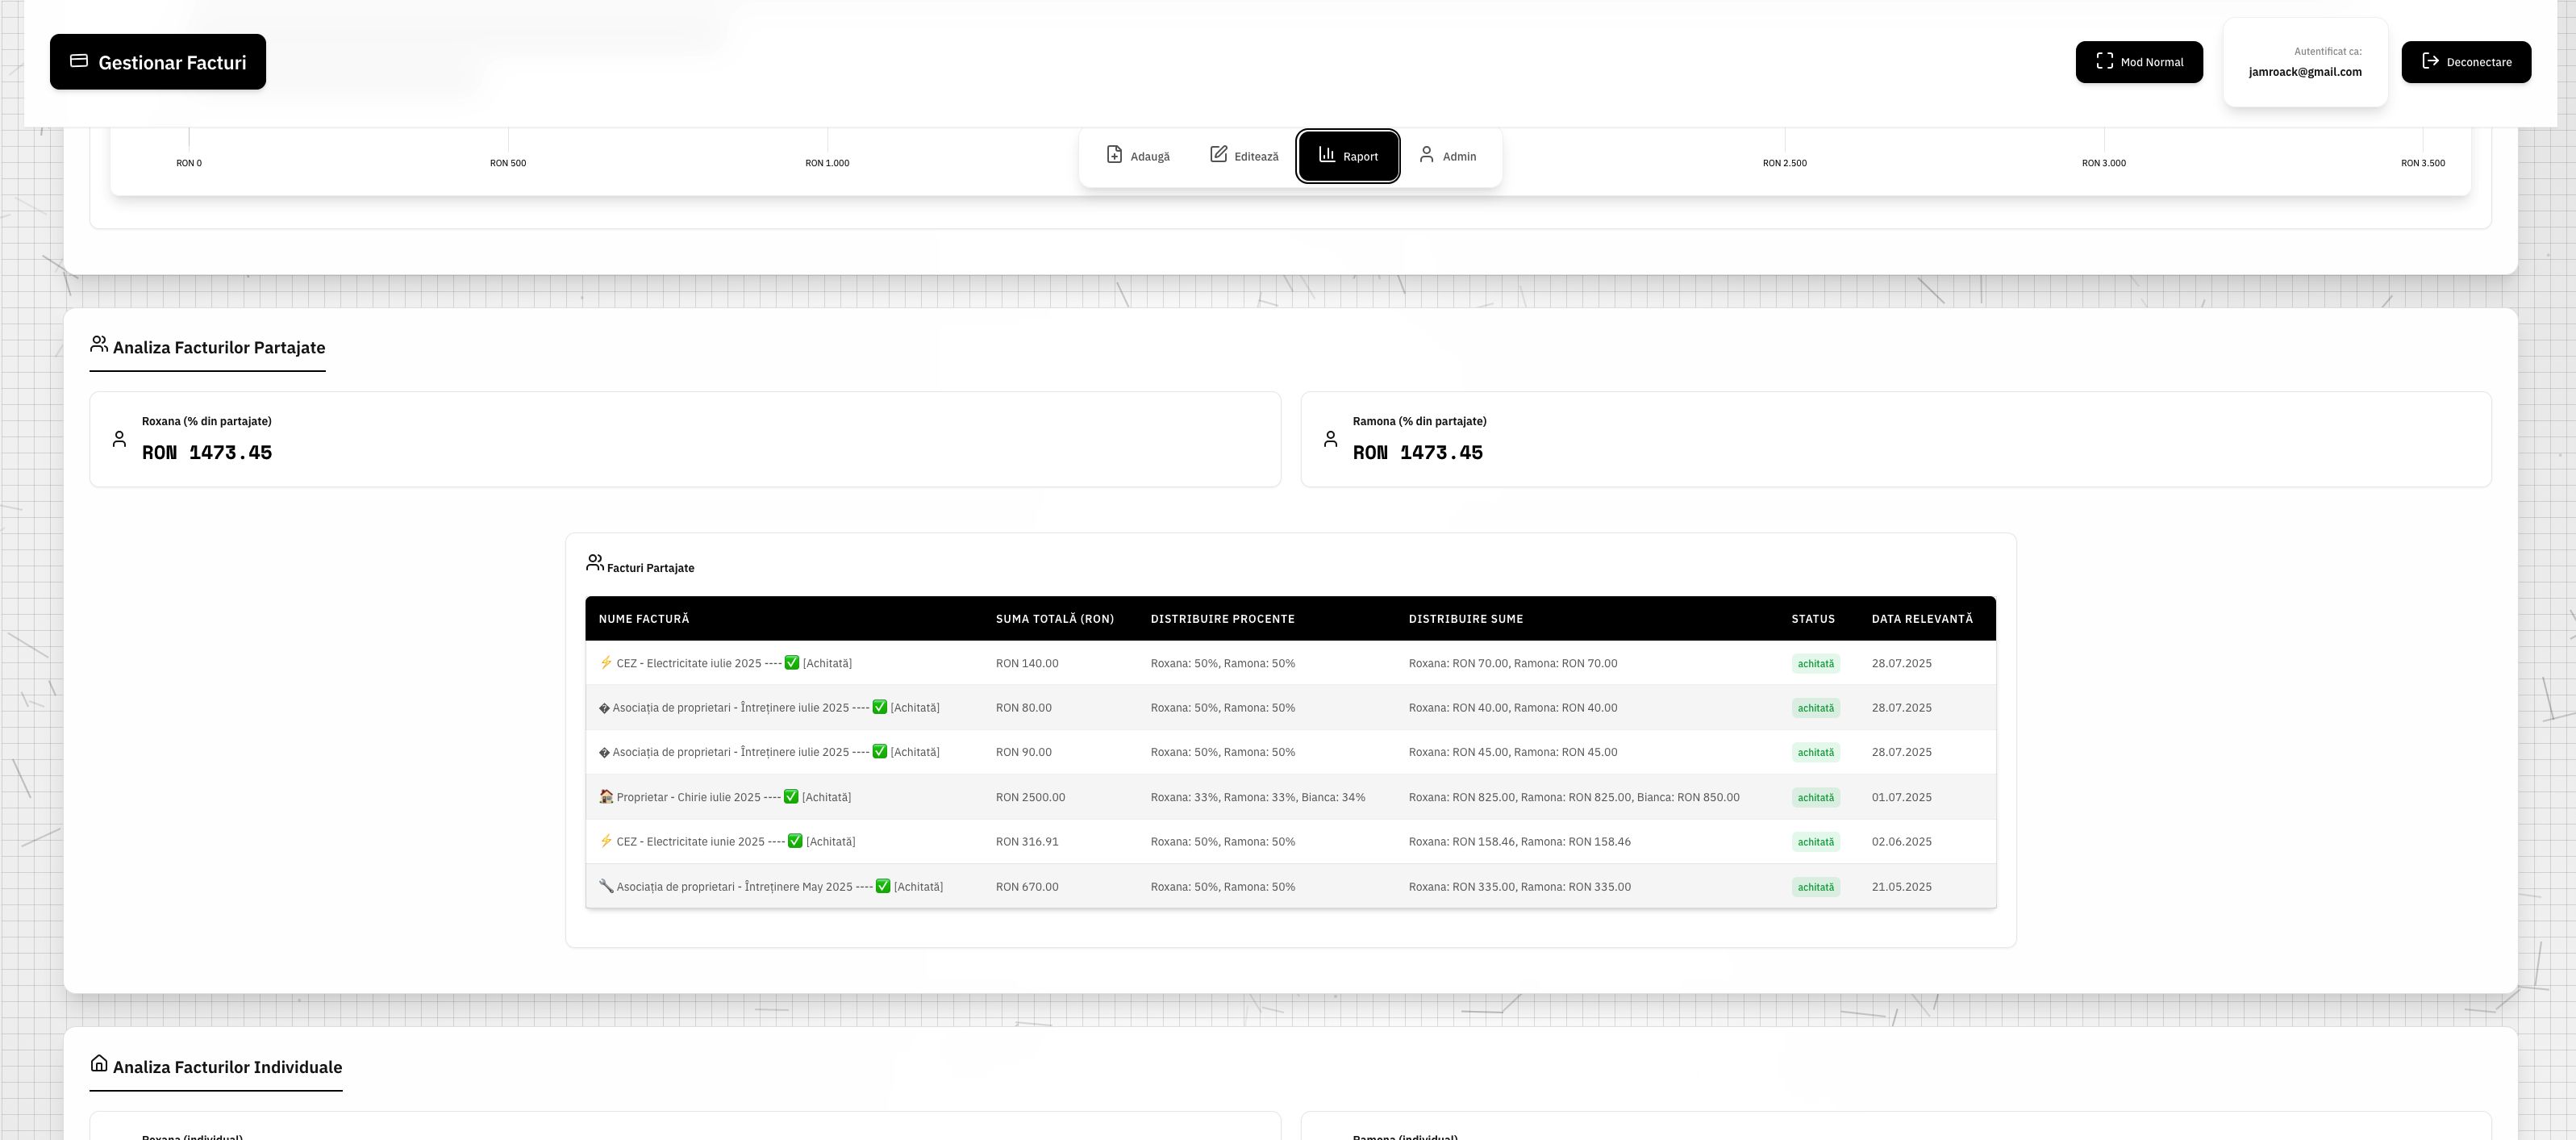 Gestionar Facturi
Mod Normal
Autentificat ca:
jamroack@gmail.com
Deconectare
Adaugă
Editează
Raport
Admin
RON 0
RON 500
RON 1.000
RON 2.500
RON 3.000
RON 3.500
Analiza Facturilor Partajate
Roxana (% din partajate)
RON 1473.45
Ramona (% din partajate)
RON 1473.45
Facturi Partajate
NUME FACTURĂ SUMA TOTALĂ (RON) DISTRIBUIRE PROCENTE DISTRIBUIRE SUME STATUS DATA RELEVANTĂ
⚡ CEZ - Electricitate iulie 2025 ---- ✅ [Achitată] RON 140.00 Roxana: 50%, Ramona: 50% Roxana: RON 70.00, Ramona: RON 70.00 achitată 28.07.2025
� Asociația de proprietari - Întreținere iulie 2025 ---- ✅ [Achitată] RON 80.00 Roxana: 50%, Ramona: 50% Roxana: RON 40.00, Ramona: RON 40.00 achitată 28.07.2025
� Asociația de proprietari - Întreținere iulie 2025 ---- ✅ [Achitată] RON 90.00 Roxana: 50%, Ramona: 50% Roxana: RON 45.00, Ramona: RON 45.00 achitată 28.07.2025
🏠 Proprietar - Chirie iulie 2025 ---- ✅ [Achitată] RON 2500.00 Roxana: 33%, Ramona: 33%, Bianca: 34% Roxana: RON 825.00, Ramona: RON 825.00, Bianca: RON 850.00 achitată 01.07.2025
⚡ CEZ - Electricitate iunie 2025 ---- ✅ [Achitată] RON 316.91 Roxana: 50%, Ramona: 50% Roxana: RON 158.46, Ramona: RON 158.46 achitată 02.06.2025
🔧 Asociația de proprietari - Întreținere May 2025 ---- ✅ [Achitată] RON 670.00 Roxana: 50%, Ramona: 50% Roxana: RON 335.00, Ramona: RON 335.00 achitată 21.05.2025
Analiza Facturilor Individuale
Roxana (individual)
Ramona (individual)